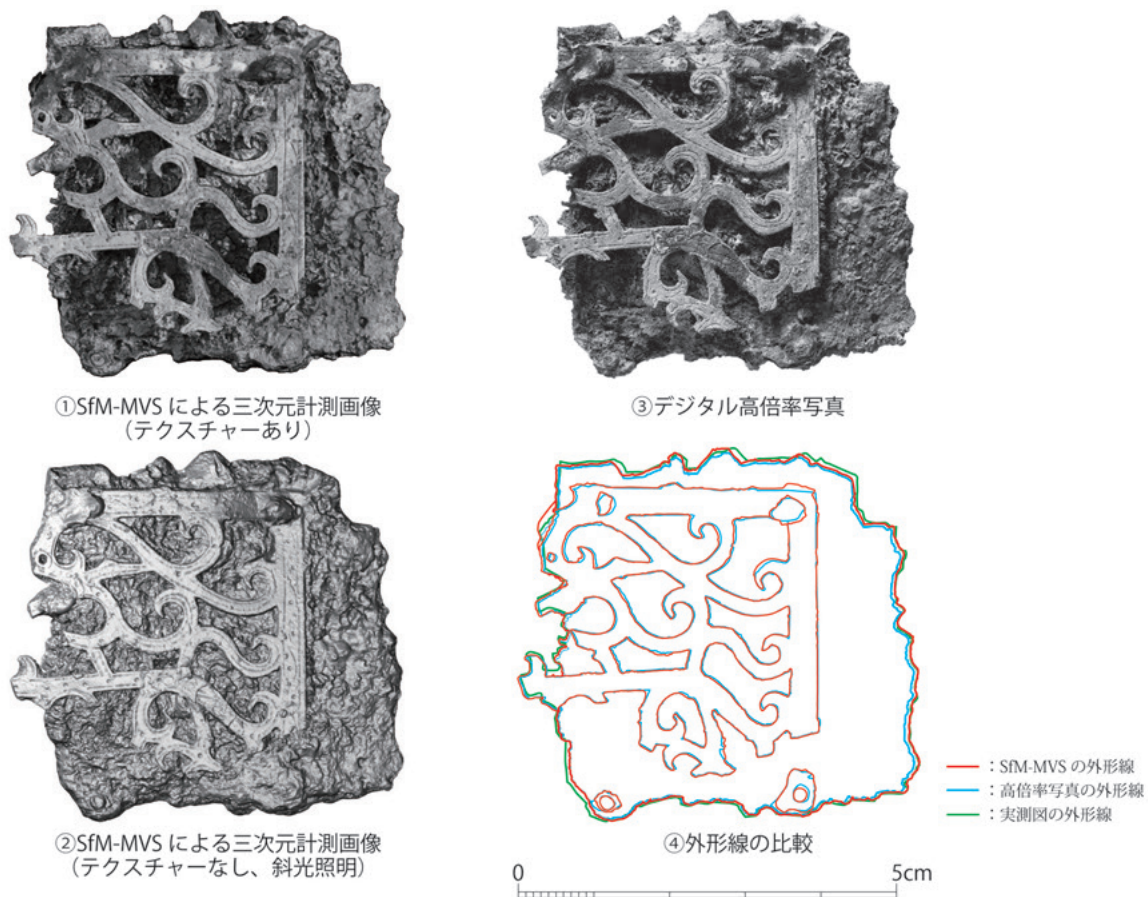 ①SfM-MVS による三次元計測画像
（テクスチャーあり）
③デジタル高倍率写真
②SfM-MVS による三次元計測画像
（テクスチャーなし、斜光照明）
④外形線の比較
：SfM-MVS の外形線
：高倍率写真の外形線
：実測図の外形線
0
5cm